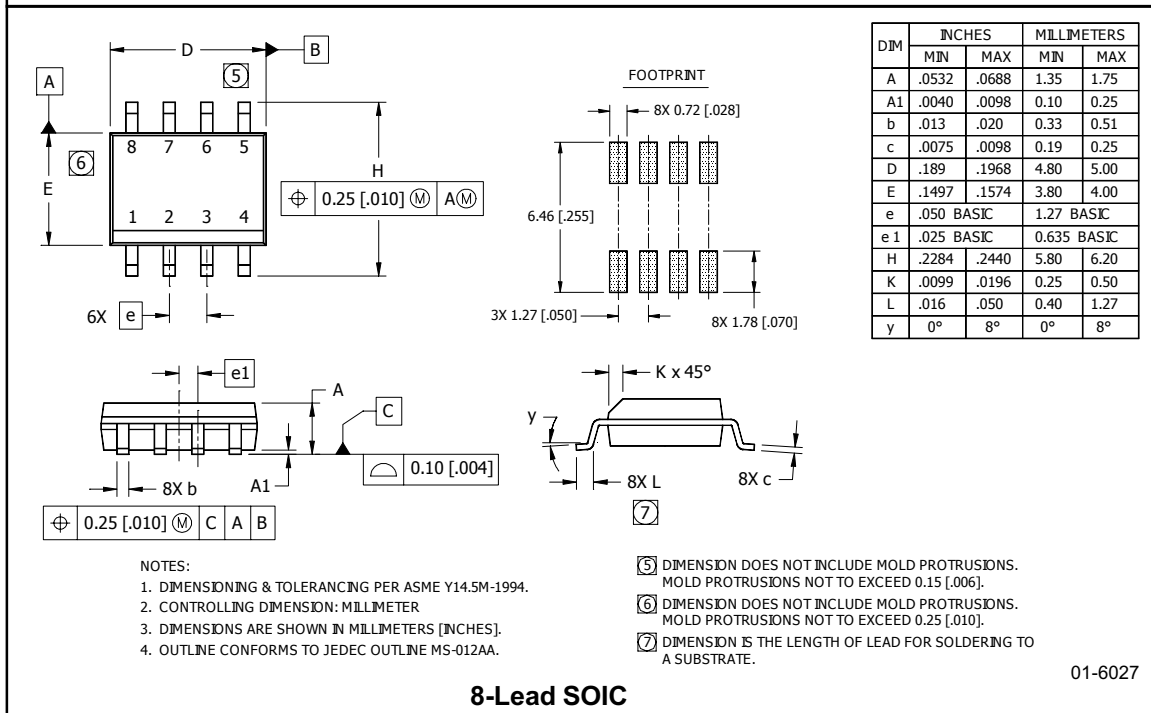 D
B
A
5
8 7 6 5
6
E
H
⌖ 0.25 [.010] Ⓜ AⓂ
1 2 3 4
6X e
FOOTPRINT
8X 0.72 [.028]
6.46 [.255]
3X 1.27 [.050]
8X 1.78 [.070]
DIM INCHES MILLIMETERS
MIN MAX MIN MAX
A .0532 .0688 1.35 1.75
A1 .0040 .0098 0.10 0.25
b .013 .020 0.33 0.51
c .0075 .0098 0.19 0.25
D .189 .1968 4.80 5.00
E .1497 .1574 3.80 4.00
e .050 BASIC 1.27 BASIC
e1 .025 BASIC 0.635 BASIC
H .2284 .2440 5.80 6.20
K .0099 .0196 0.25 0.50
L .016 .050 0.40 1.27
y 0° 8° 0° 8°
e1
A
C
0.10 [.004]
8X b
A1
⌖ 0.25 [.010] Ⓜ C A B
K x 45°
y
8X L
8X c
7
NOTES:
1. DIMENSIONING & TOLERANCING PER ASME Y14.5M-1994.
2. CONTROLLING DIMENSION: MILLIMETER
3. DIMENSIONS ARE SHOWN IN MILLIMETERS [INCHES].
4. OUTLINE CONFORMS TO JEDEC OUTLINE MS-012AA.
5 DIMENSION DOES NOT INCLUDE MOLD PROTRUSIONS.
MOLD PROTRUSIONS NOT TO EXCEED 0.15 [.006].
6 DIMENSION DOES NOT INCLUDE MOLD PROTRUSIONS.
MOLD PROTRUSIONS NOT TO EXCEED 0.25 [.010].
7 DIMENSION IS THE LENGTH OF LEAD FOR SOLDERING TO
A SUBSTRATE.
01-6027
8-Lead SOIC